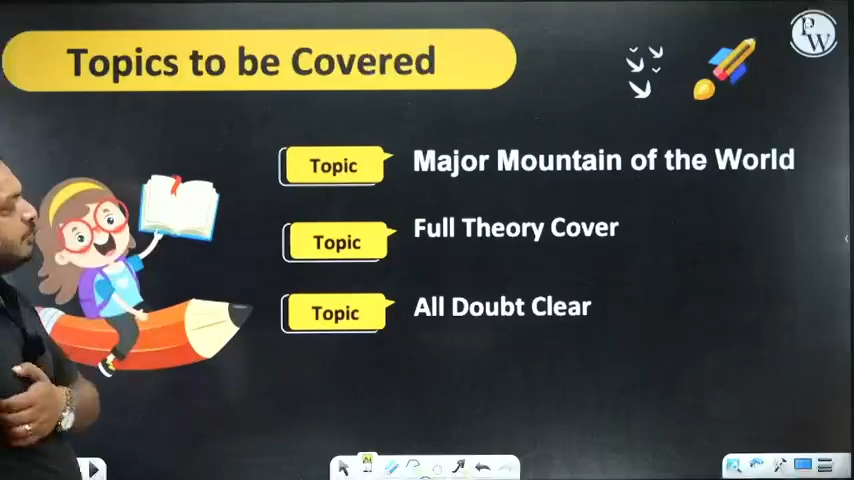 Topics to be Covered
PW
Topic
Major Mountain of the World
Topic
Full Theory Cover
Topic
All Doubt Clear